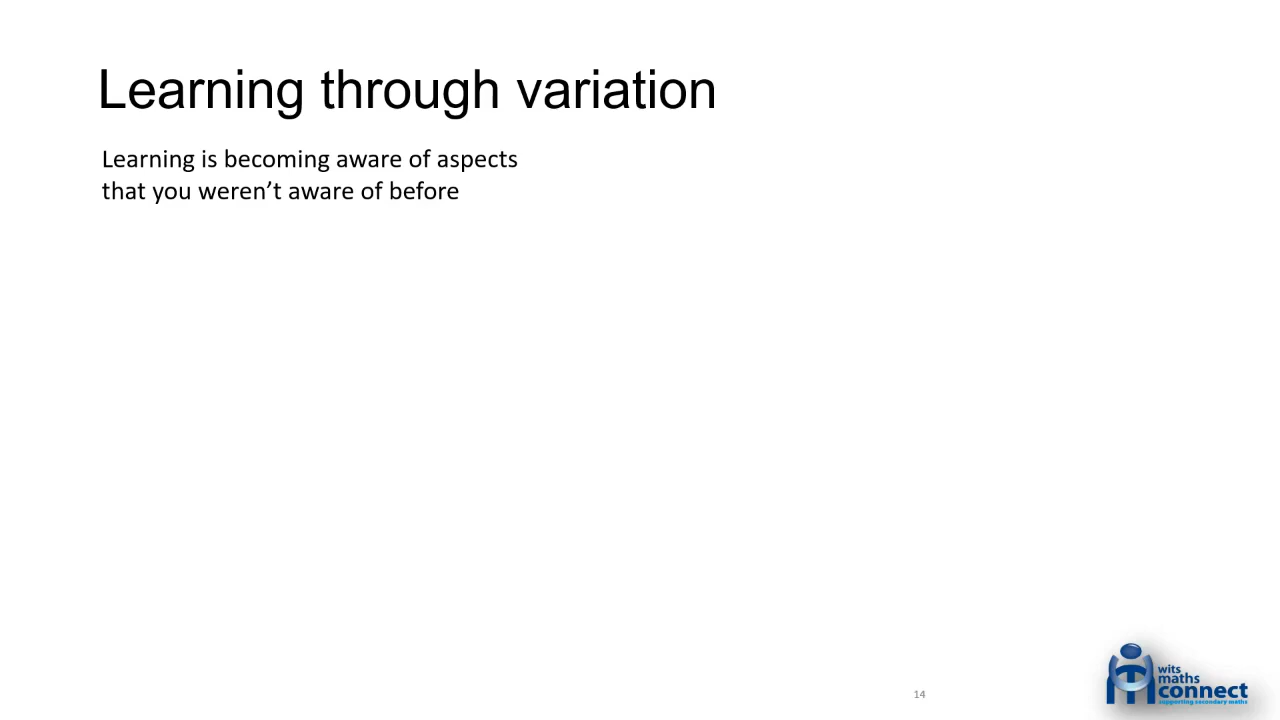 Learning through variation
Learning is becoming aware of aspects
that you weren’t aware of before
14
wits
maths
connect
supporting secondary maths